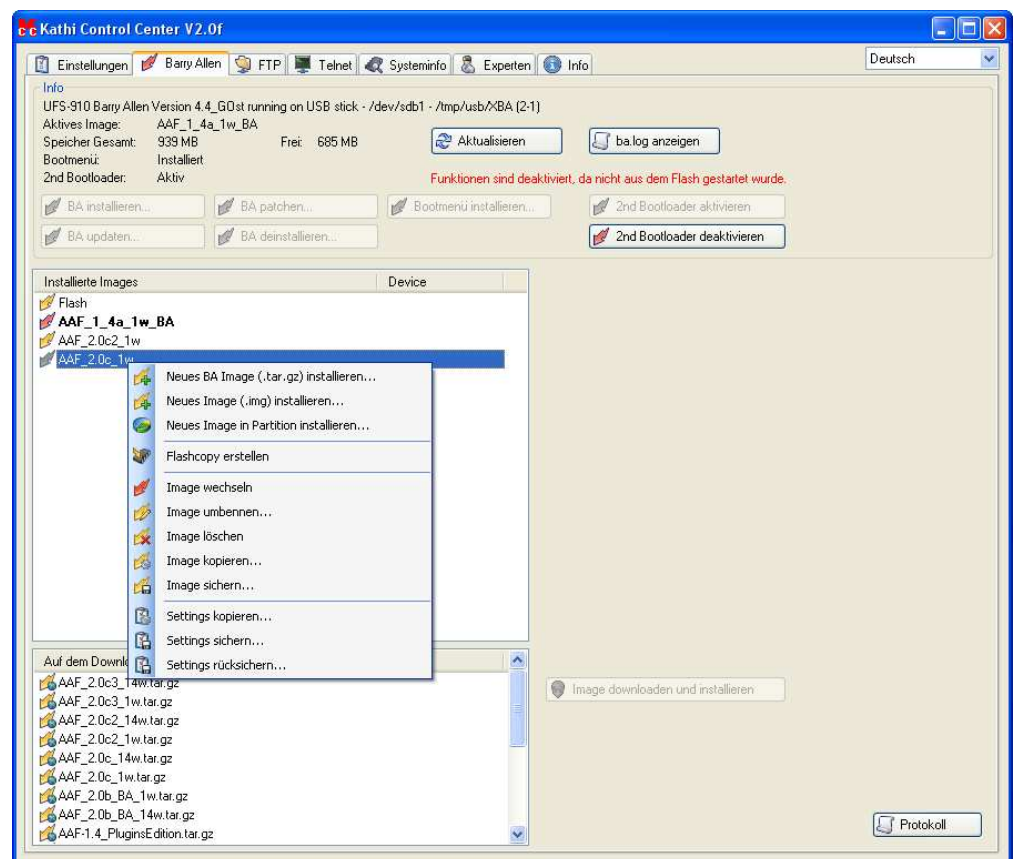 Kathi Control Center V2.0f
Einstellungen Barry Allen FTP Telnet Systeminfo Experten Info Deutsch
Info
UFS-910 Barry Allen Version 4.4_GOst running on USB stick - /dev/sdb1 - /tmp/usb/XBA (2-1)
Aktives Image: AAF_1_4a_1w_BA
Speicher Gesamt: 939 MB Frei: 685 MB Aktualisieren ba.log anzeigen
Bootmenü: Installiert
2nd Bootloader: Aktiv Funktionen sind deaktiviert, da nicht aus dem Flash gestartet wurde.
BA installieren... BA patchen... Bootmenü installieren... 2nd Bootloader aktivieren
BA updaten... BA deinstallieren... 2nd Bootloader deaktivieren
Installierte Images Device
Flash
AAF_1_4a_1w_BA
AAF_2.0c2_1w
AAF_2.0c_1w
Neues BA Image (.tar.gz) installieren...
Neues Image (.img) installieren...
Neues Image in Partition installieren...
Flashcopy erstellen
Image wechseln
Image umbennen...
Image löschen
Image kopieren...
Image sichern...
Settings kopieren...
Settings sichern...
Settings rücksichern...
Auf dem Downl
AAF_2.0c3_14w.tar.gz
Image downloaden und installieren
AAF_2.0c3_1w.tar.gz
AAF_2.0c2_14w.tar.gz
AAF_2.0c2_1w.tar.gz
AAF_2.0c_14w.tar.gz
AAF_2.0c_1w.tar.gz
AAF_2.0b_BA_1w.tar.gz
AAF_2.0b_BA_14w.tar.gz
AAF-1.4_PluginsEdition.tar.gz
Protokoll